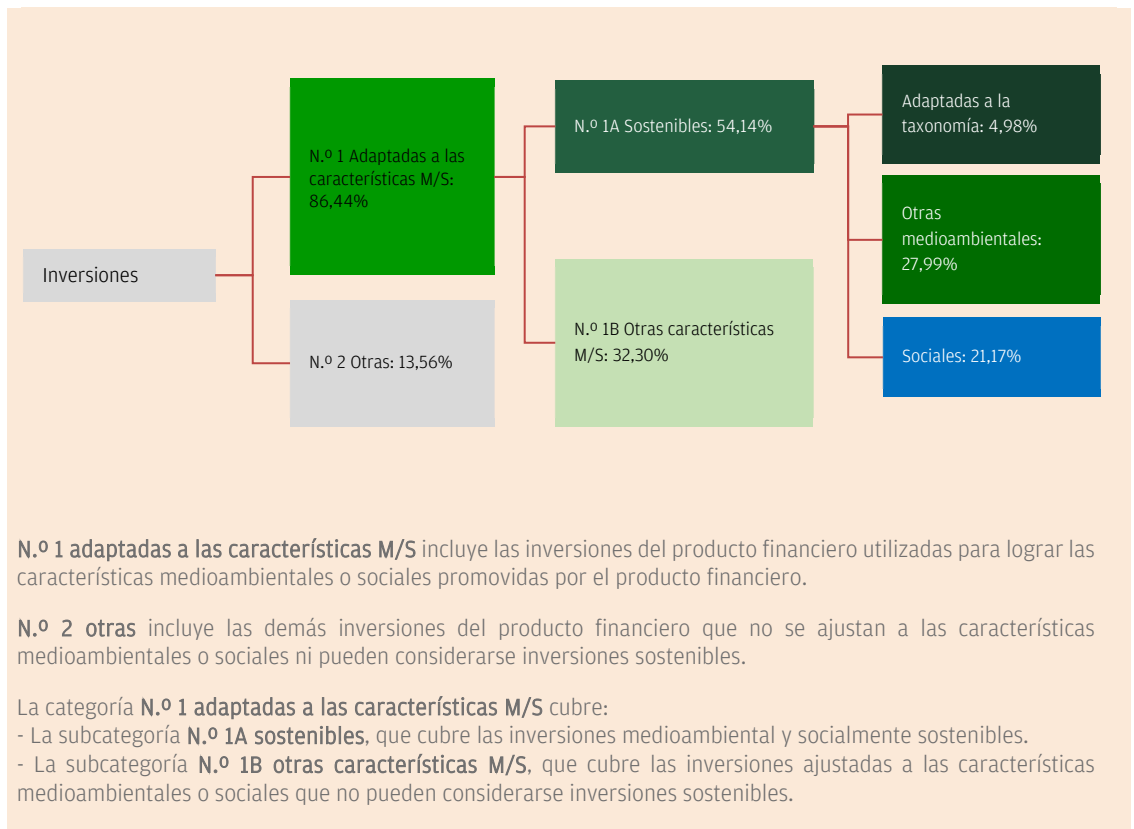 Inversiones
N.º 1 Adaptadas a las
características M/S:
86,44%
N.º 2 Otras: 13,56%
N.º 1A Sostenibles: 54,14%
N.º 1B Otras características
M/S: 32,30%
Adaptadas a la
taxonomía: 4,98%
Otras
medioambientales:
27,99%
Sociales: 21,17%
N.º 1 adaptadas a las características M/S incluye las inversiones del producto financiero utilizadas para lograr las
características medioambientales o sociales promovidas por el producto financiero.
N.º 2 otras incluye las demás inversiones del producto financiero que no se ajustan a las características
medioambientales o sociales ni pueden considerarse inversiones sostenibles.
La categoría N.º 1 adaptadas a las características M/S cubre:
- La subcategoría N.º 1A sostenibles, que cubre las inversiones medioambiental y socialmente sostenibles.
- La subcategoría N.º 1B otras características M/S, que cubre las inversiones ajustadas a las características
medioambientales o sociales que no pueden considerarse inversiones sostenibles.